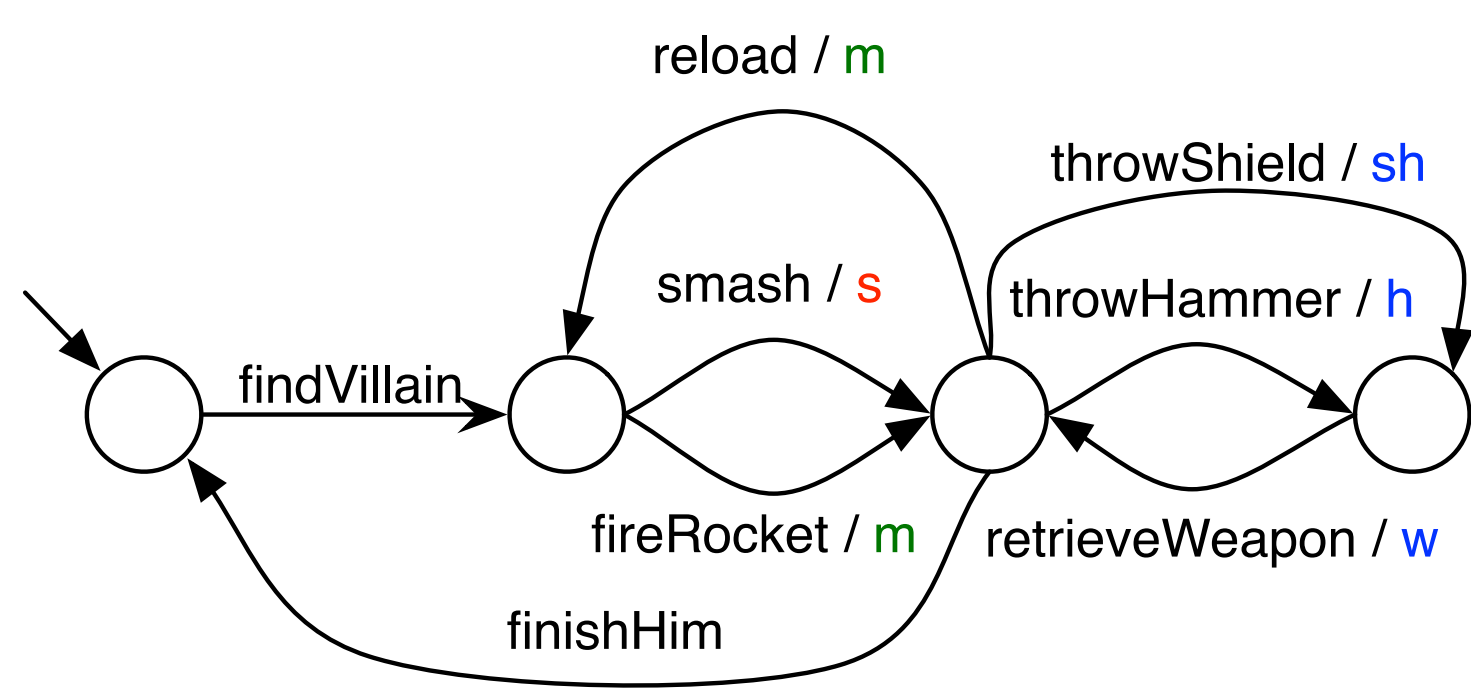 reload / m
throwShield / sh
smash / s
throwHammer / h
findVillain
fireRocket / m
retrieveWeapon / w
finishHim